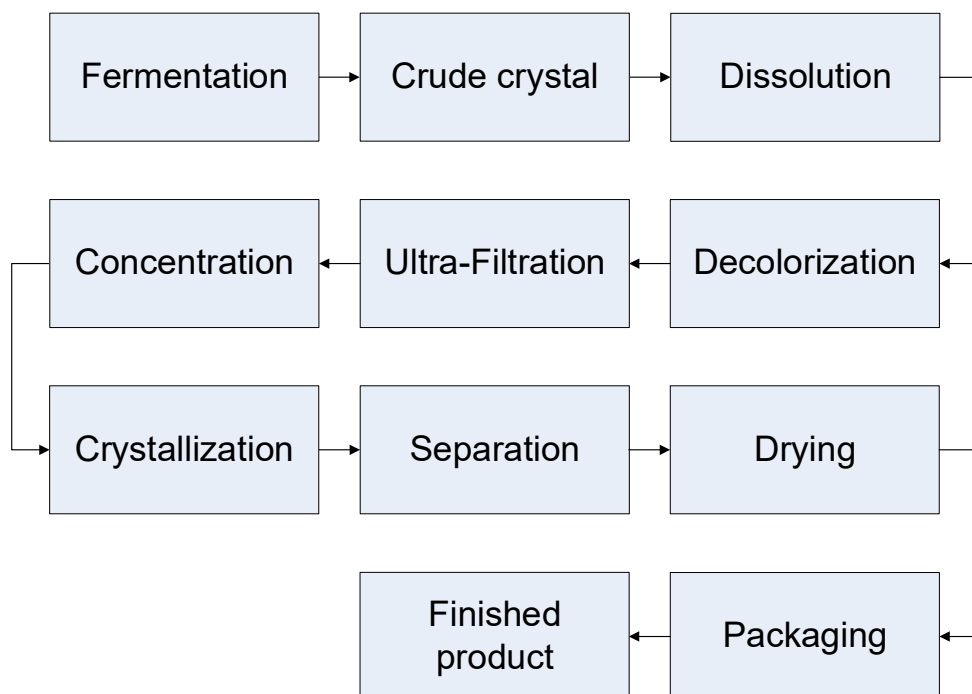 Fermentation
Crude crystal
Dissolution
Concentration
Ultra-Filtration
Decolorization
Crystallization
Separation
Drying
Finished
product
Packaging